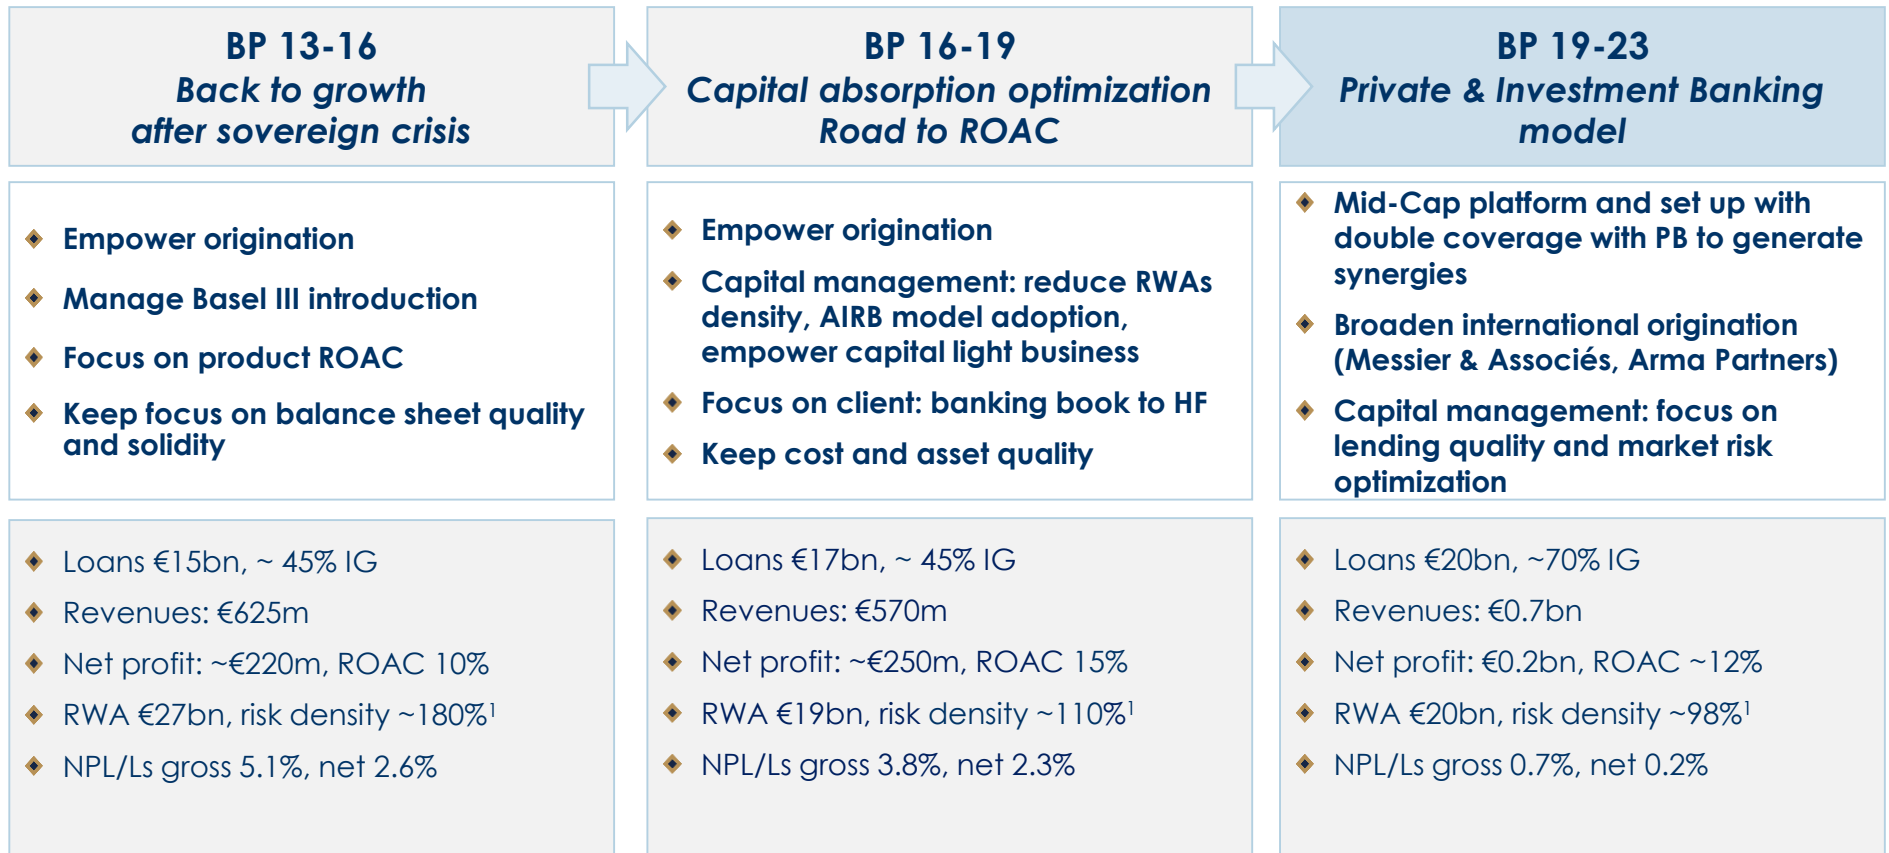 BP 13-16
Back to growth
after sovereign crisis
Empower origination
Manage Basel III introduction
Focus on product ROAC
Keep focus on balance sheet quality
and solidity
Loans €15bn, ~ 45% IG
Revenues: €625m
Net profit: ~€220m, ROAC 10%
RWA €27bn, risk density ~180%¹
NPL/Ls gross 5.1%, net 2.6%
BP 16-19
Capital absorption optimization
Road to ROAC
Empower origination
Capital management: reduce RWAs
density, AIRB model adoption,
empower capital light business
Focus on client: banking book to HF
Keep cost and asset quality
Loans €17bn, ~ 45% IG
Revenues: €570m
Net profit: ~€250m, ROAC 15%
RWA €19bn, risk density ~110%¹
NPL/Ls gross 3.8%, net 2.3%
BP 19-23
Private & Investment Banking
model
Mid-Cap platform and set up with
double coverage with PB to generate
synergies
Broaden international origination
(Messier & Associés, Arma Partners)
Capital management: focus on
lending quality and market risk
optimization
Loans €20bn, ~70% IG
Revenues: €0.7bn
Net profit: €0.2bn, ROAC ~12%
RWA €20bn, risk density ~98%¹
NPL/Ls gross 0.7%, net 0.2%